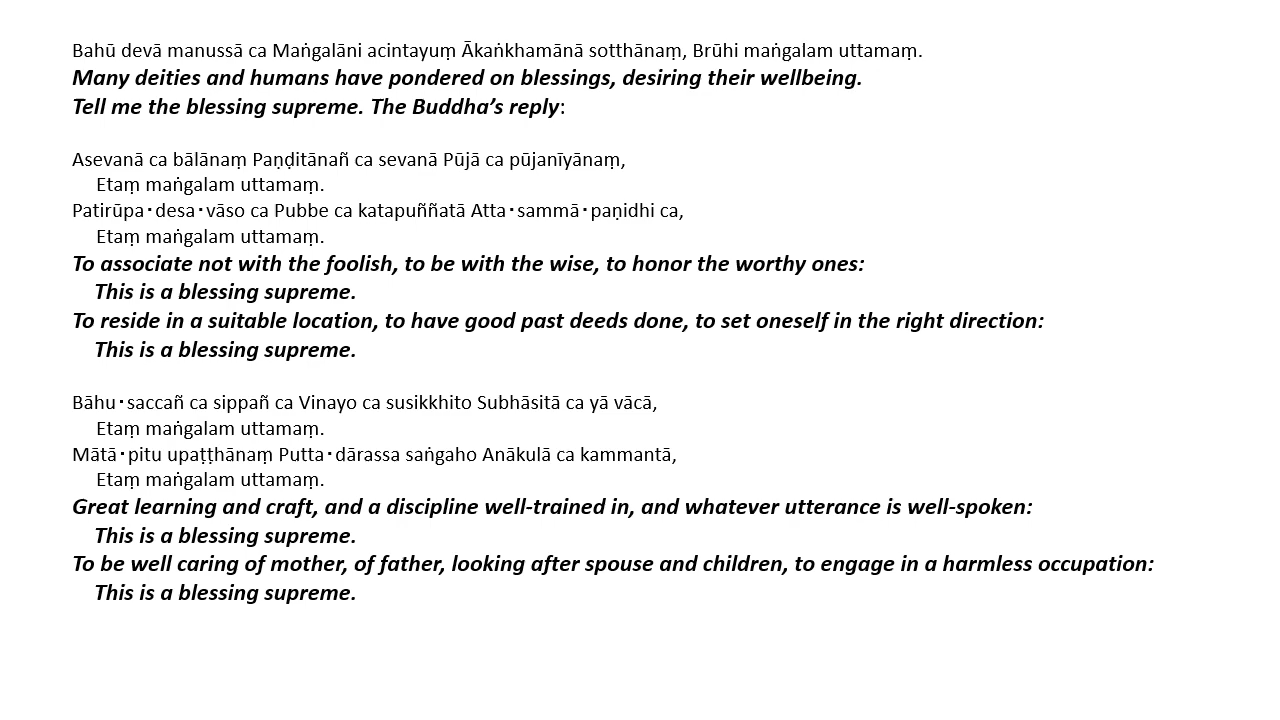 Bahū devā manussā ca Maṅgalāni acintayuṃ Ākaṅkhamānā sotthānaṃ, Brūhi maṅgalam uttamaṃ.
Many deities and humans have pondered on blessings, desiring their wellbeing.
Tell me the blessing supreme. The Buddha’s reply:
Asevanā ca bālānaṃ Paṇḍitānañ ca sevanā Pūjā ca pūjanīyānaṃ,
Etaṃ maṅgalam uttamaṃ.
Patirūpa·desa·vāso ca Pubbe ca katapuññatā Atta·sammā·paṇidhi ca,
Etaṃ maṅgalam uttamaṃ.
To associate not with the foolish, to be with the wise, to honor the worthy ones:
This is a blessing supreme.
To reside in a suitable location, to have good past deeds done, to set oneself in the right direction:
This is a blessing supreme.
Bāhu·saccañ ca sippañ ca Vinayo ca susikkhito Subhāsitā ca yā vācā,
Etaṃ maṅgalam uttamaṃ.
Mātā·pitu upaṭṭhānaṃ Putta·dārassa saṅgaho Anākulā ca kammantā,
Etaṃ maṅgalam uttamaṃ.
Great learning and craft, and a discipline well-trained in, and whatever utterance is well-spoken:
This is a blessing supreme.
To be well caring of mother, of father, looking after spouse and children, to engage in a harmless occupation:
This is a blessing supreme.